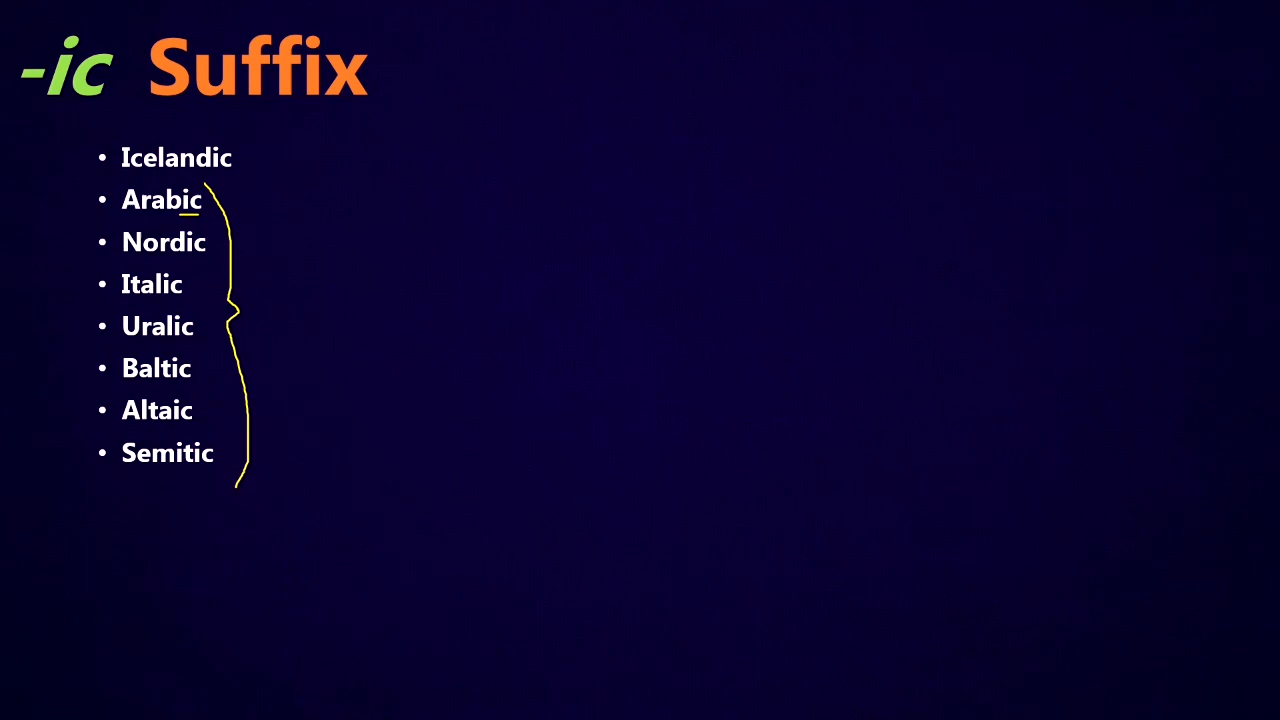 -ic Suffix
• Icelandic
• Arabic
• Nordic
• Italic
• Uralic
• Baltic
• Altaic
• Semitic